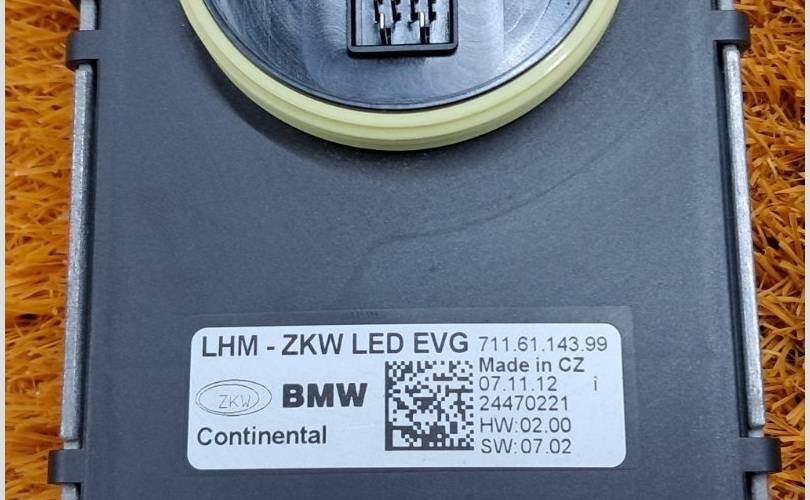 LHM - ZKW LED EVG 711.61.143.99
Made in CZ
ZKW BMW 07.11.12 i
24470221
Continental HW:02.00
SW:07.02